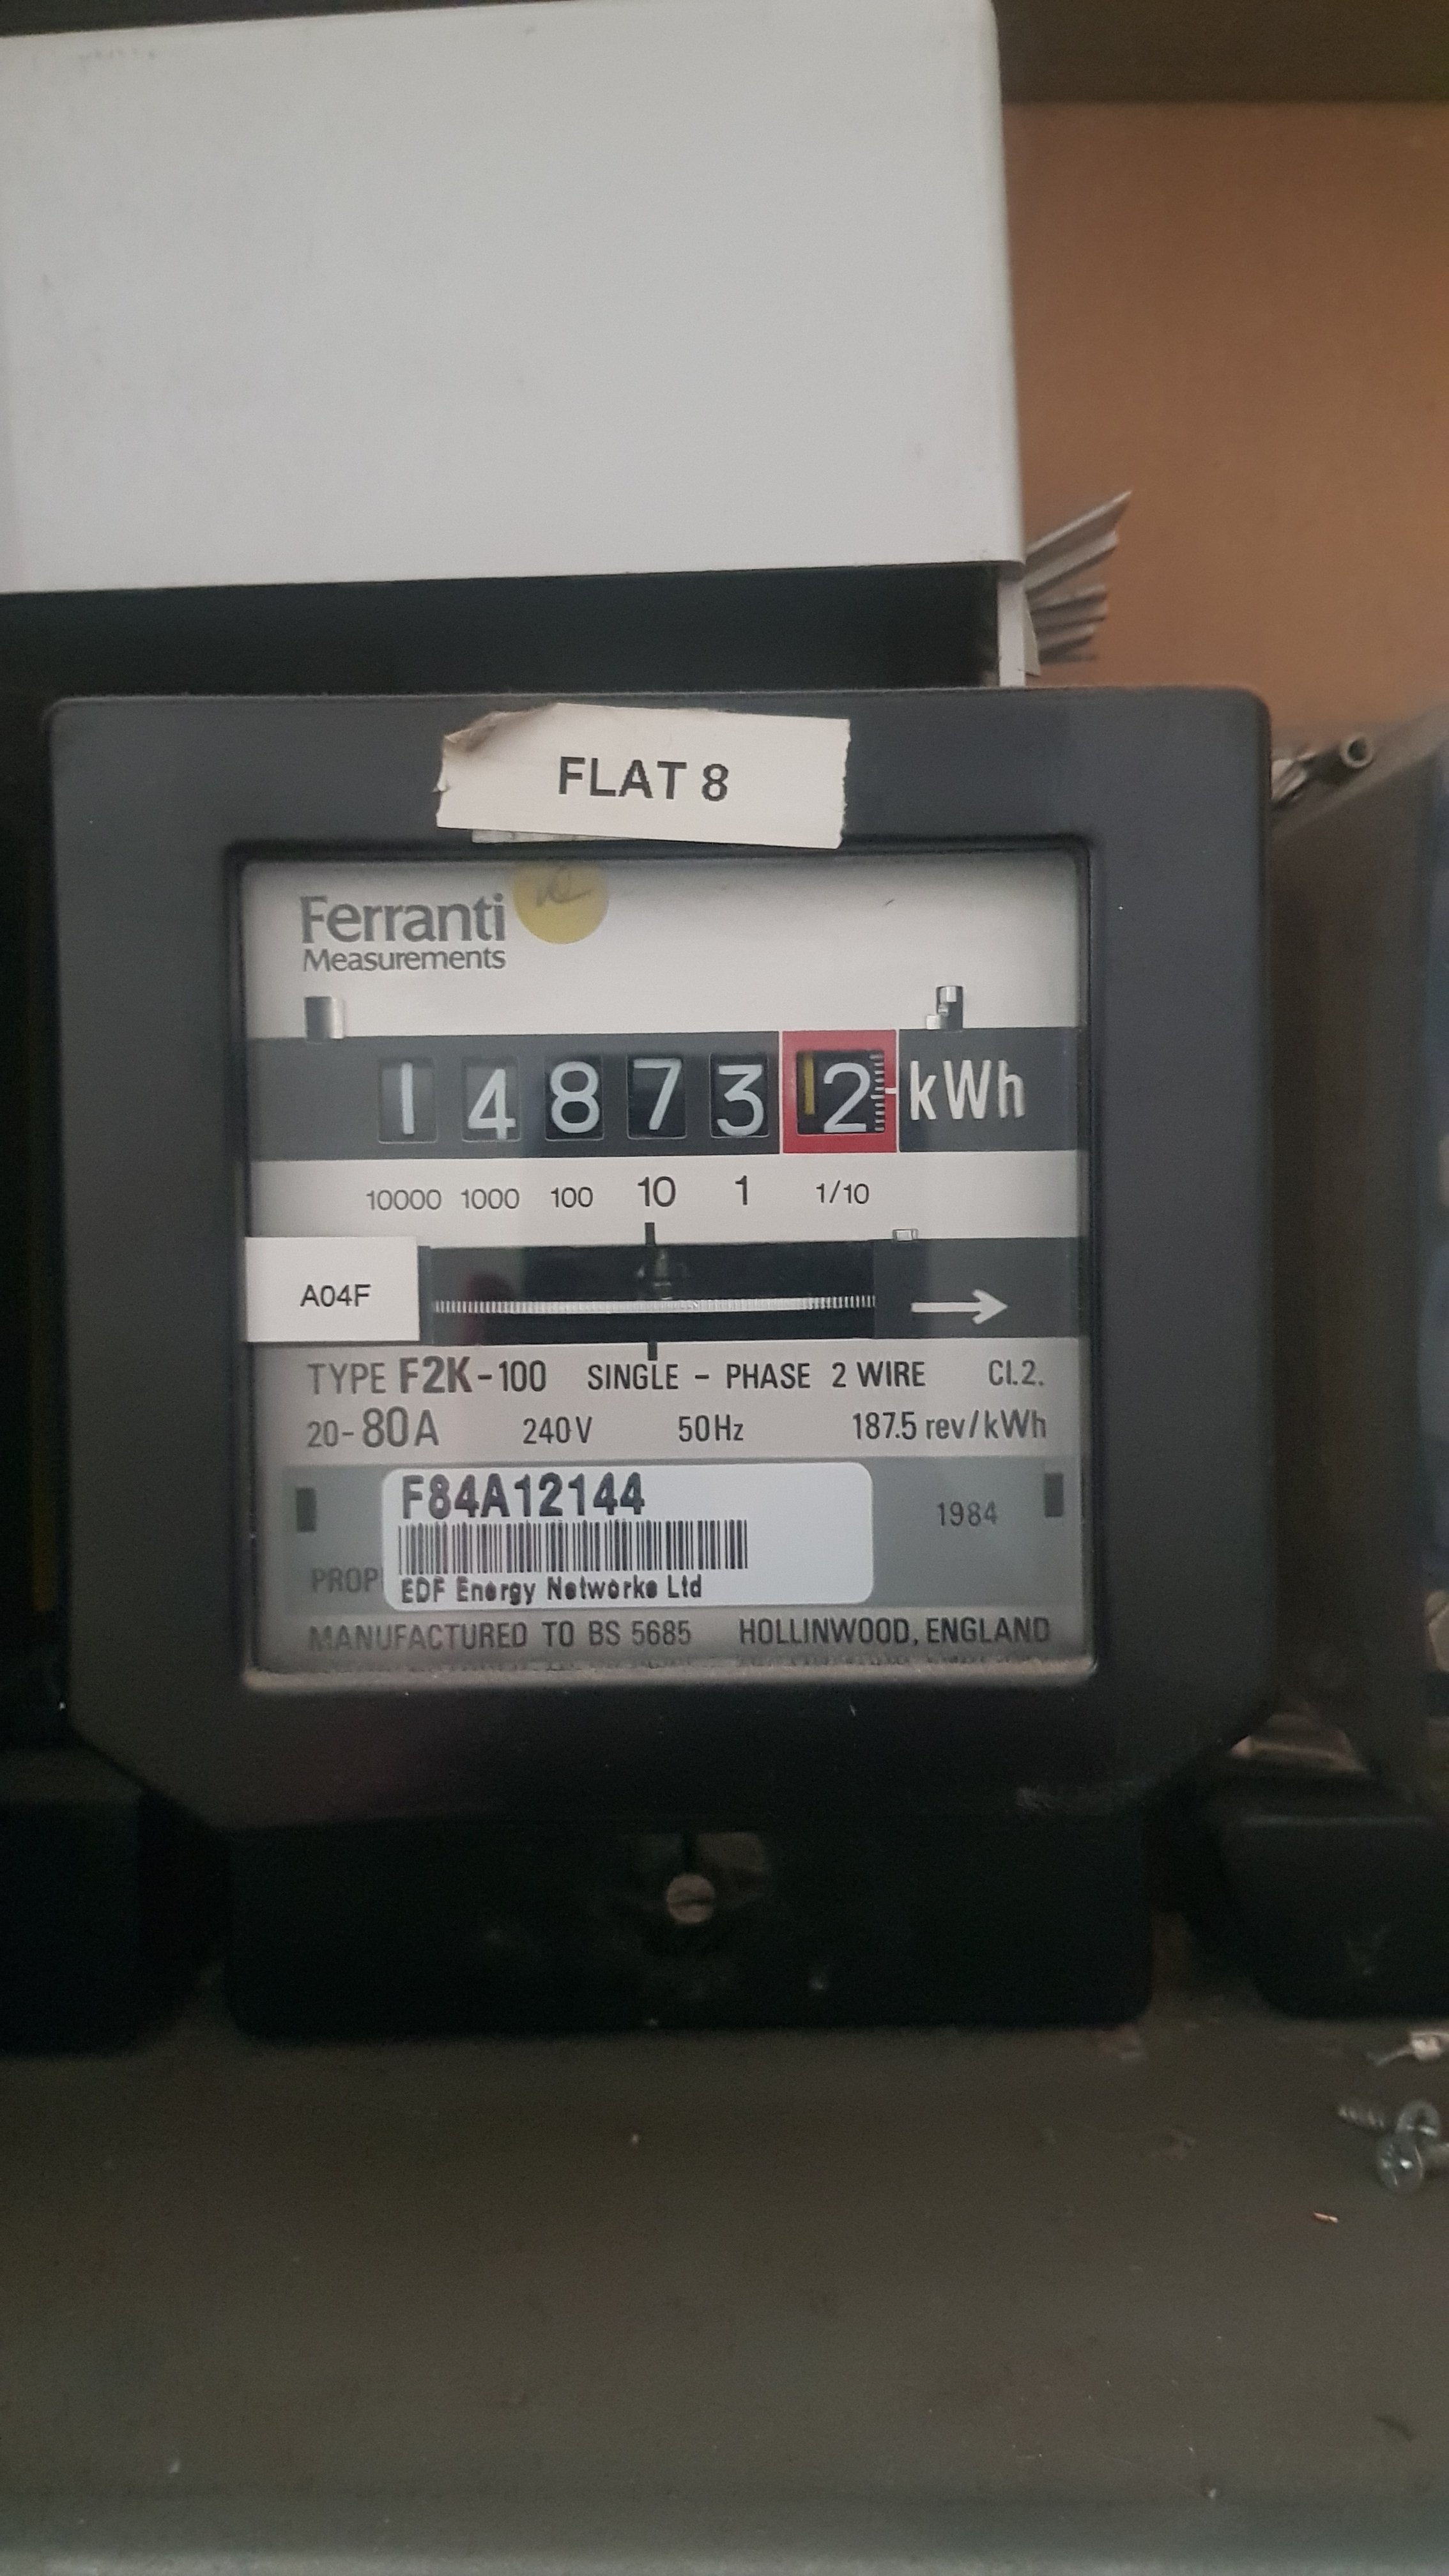 FLAT 8
Ferranti
Measurements
1 4 8 7 3 2 kWh
10000 1000 100 10 1 1/10
A04F
TYPE F2K-100 SINGLE - PHASE 2 WIRE Cl.2.
20-80A 240V 50Hz 187.5 rev/kWh
F84A12144
1984
PROP
EDF Energy Networks Ltd
MANUFACTURED TO BS 5685 HOLLINWOOD, ENGLAND